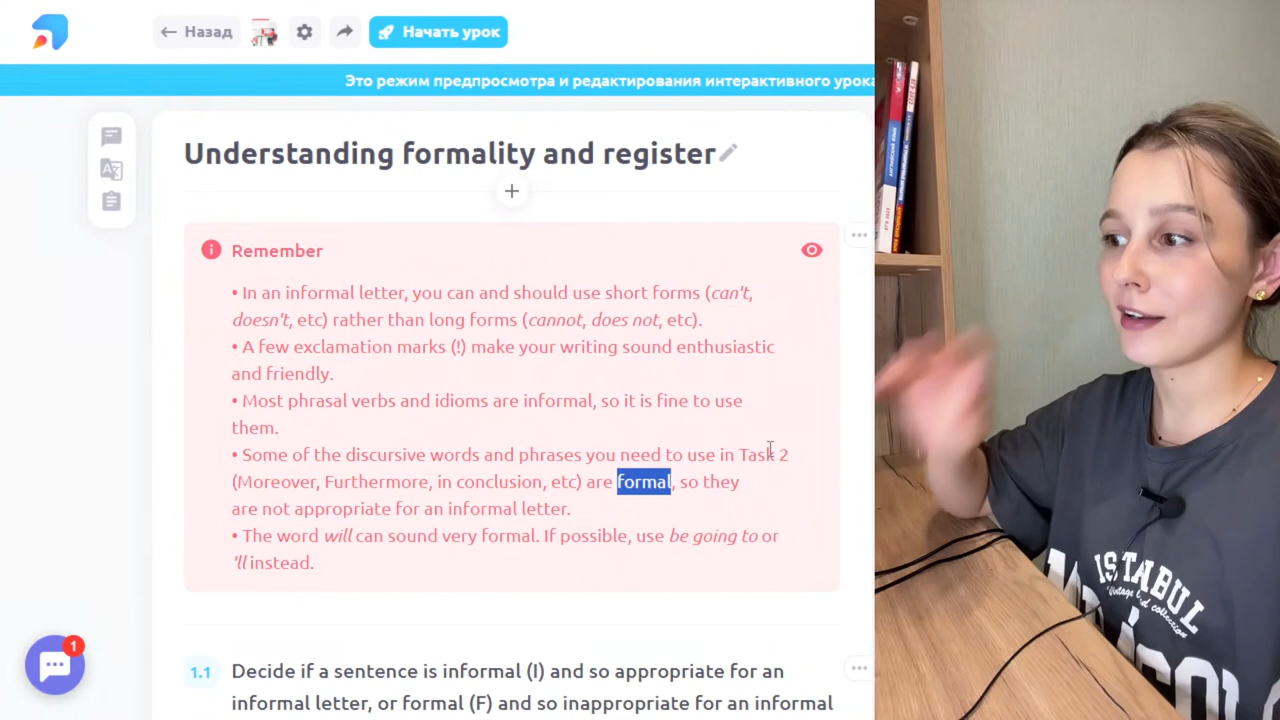 ← Назад
Начать урок
Это режим предпросмотра и редактирования интерактивного урока
Understanding formality and register
+
Remember
• In an informal letter, you can and should use short forms (can't,
doesn't, etc) rather than long forms (cannot, does not, etc).
• A few exclamation marks (!) make your writing sound enthusiastic
and friendly.
• Most phrasal verbs and idioms are informal, so it is fine to use
them.
• Some of the discursive words and phrases you need to use in Task 2
(Moreover, Furthermore, in conclusion, etc) are formal, so they
are not appropriate for an informal letter.
• The word will can sound very formal. If possible, use be going to or
'll instead.
1
1.1 Decide if a sentence is informal (I) and so appropriate for an
informal letter, or formal (F) and so inappropriate for an informal
АНГЛИЙСКИЙ ЯЗЫК
ISTABUL